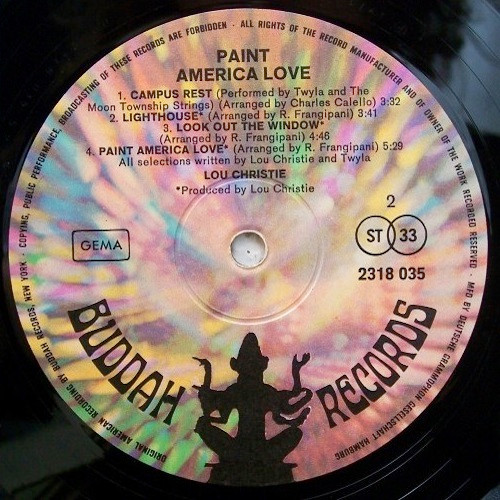 COPYING, PUBLIC PERFORMANCE, BROADCASTING OF THESE RECORDS ARE FORBIDDEN · ALL RIGHTS OF THE RECORD MANUFACTURER AND OF OWNER OF THE WORK RECORDED RESERVED · MFD BY DEUTSCHE GRAMMOPHON GESELLSCHAFT HAMBURG
ORIGINAL AMERICAN RECORDING BY BUDDAH RECORDS, NEW YORK ·
PAINT
AMERICA LOVE
1. CAMPUS REST (Performed by Twyla and The
Moon Township Strings) (Arranged by Charles Calello) 3:32
2. LIGHTHOUSE* (Arranged by R. Frangipani) 3:41
3. LOOK OUT THE WINDOW*
(Arranged by R. Frangipani) 4:46
4. PAINT AMERICA LOVE* (Arranged by R. Frangipani) 5:29
All selections written by Lou Christie and Twyla
LOU CHRISTIE
*Produced by Lou Christie
2
GEMA
ST 33
2318 035
BUDDAH RECORDS